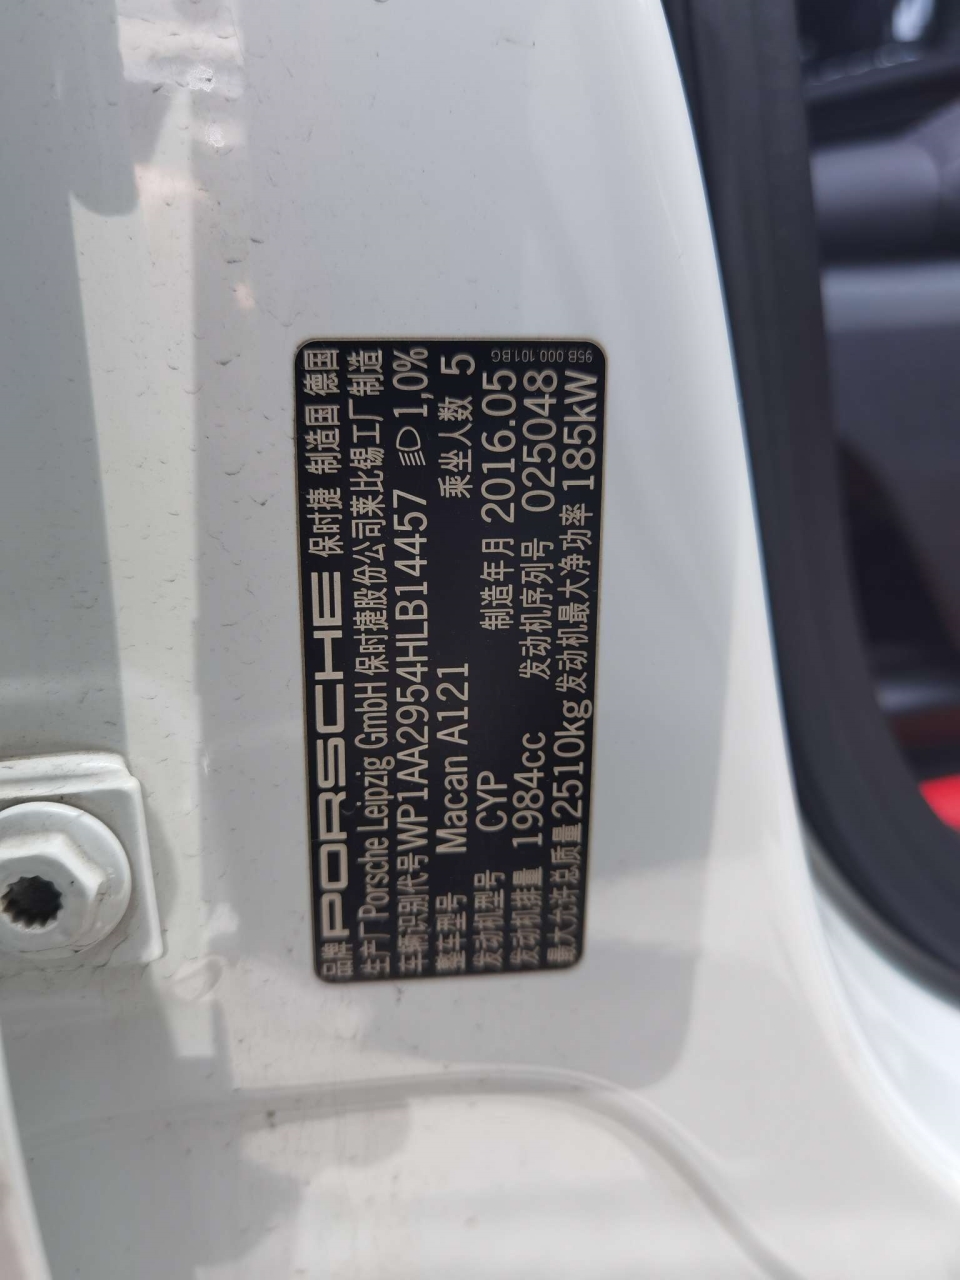 品牌 PORSCHE 保时捷 制造国 德国
生产厂 Porsche Leipzig GmbH 保时捷股份公司莱比锡工厂 制造
车辆识别代号 WP1AA2954HLB14457 1,0%
整车型号 Macan A121 乘坐人数 5
发动机型号 CYP 制造年月 2016.05
发动机排量 1984cc 发动机序列号 025048
最大允许总质量 2510kg 发动机最大净功率 185kW
95B.000.101.BG